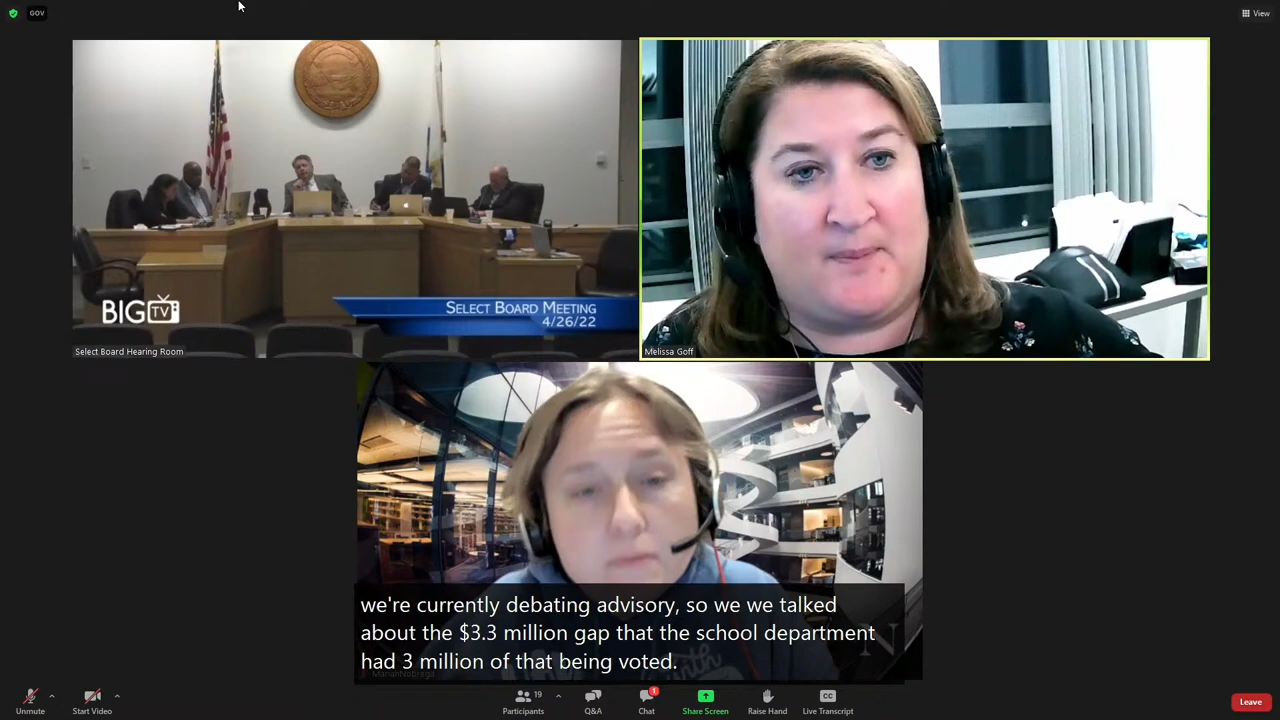 GOV
View
BIG TV
SELECT BOARD MEETING
4/26/22
Select Board Hearing Room
Melissa Goff
we're currently debating advisory, so we we talked
about the $3.3 million gap that the school department
had 3 million of that being voted.
Unmute
Start Video
Participants
19
Q&A
Chat
1
Share Screen
Raise Hand
CC
Live Transcript
Leave